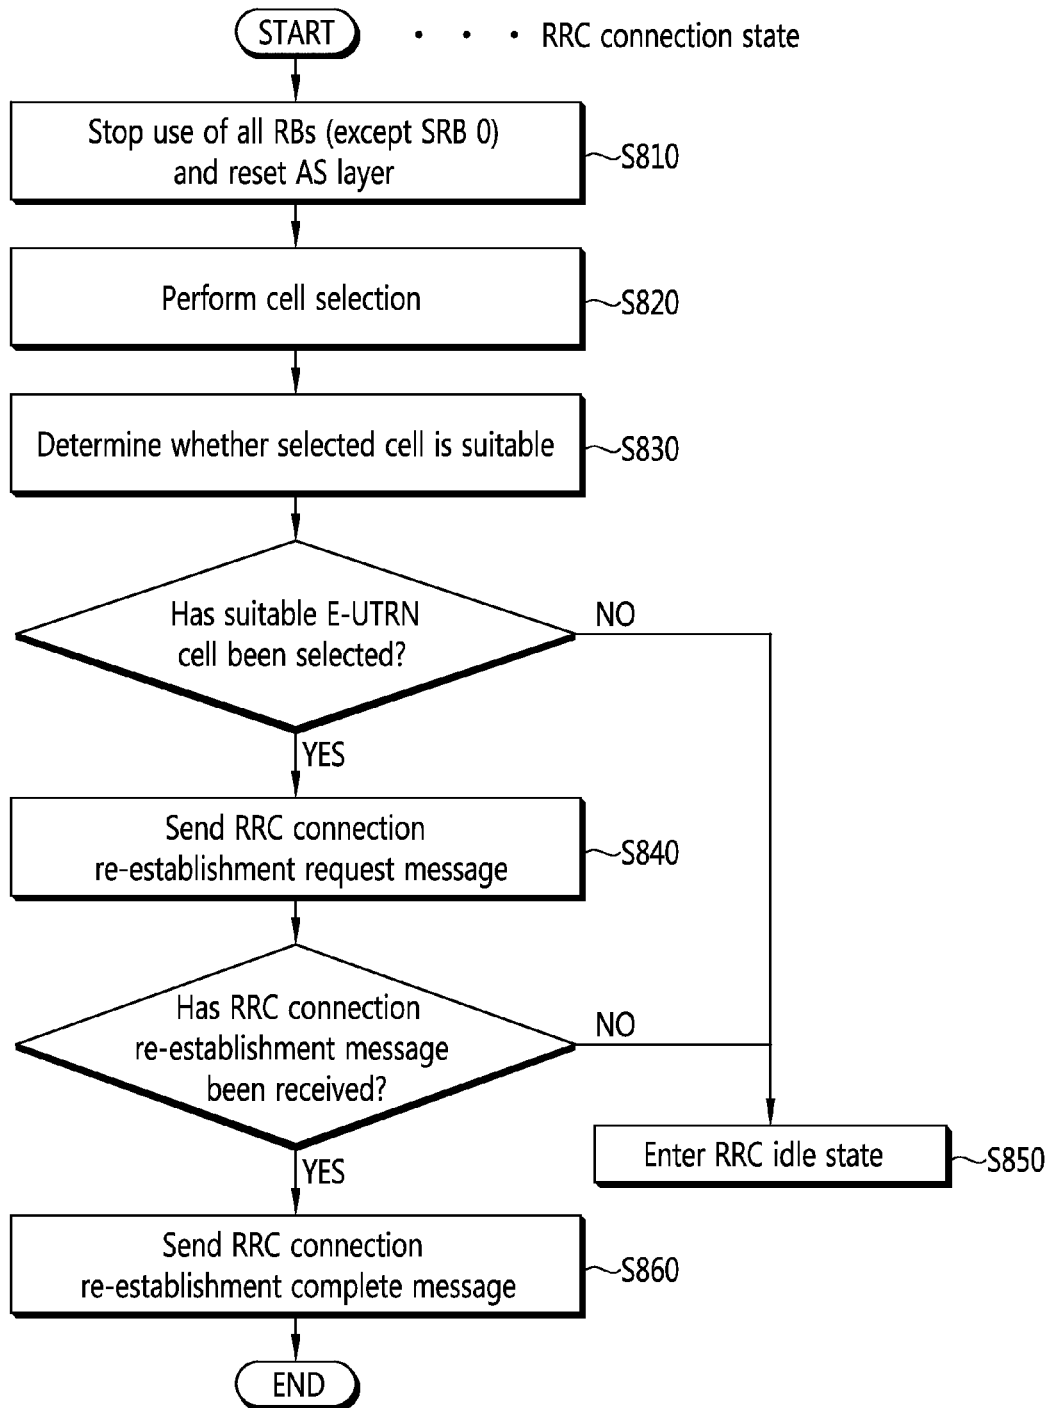 START
· · · RRC connection state
Stop use of all RBs (except SRB 0)
and reset AS layer
S810
Perform cell selection
S820
Determine whether selected cell is suitable
S830
Has suitable E-UTRN
cell been selected?
NO
YES
Send RRC connection
re-establishment request message
S840
Has RRC connection
re-establishment message
been received?
NO
YES
Enter RRC idle state
S850
Send RRC connection
re-establishment complete message
S860
END